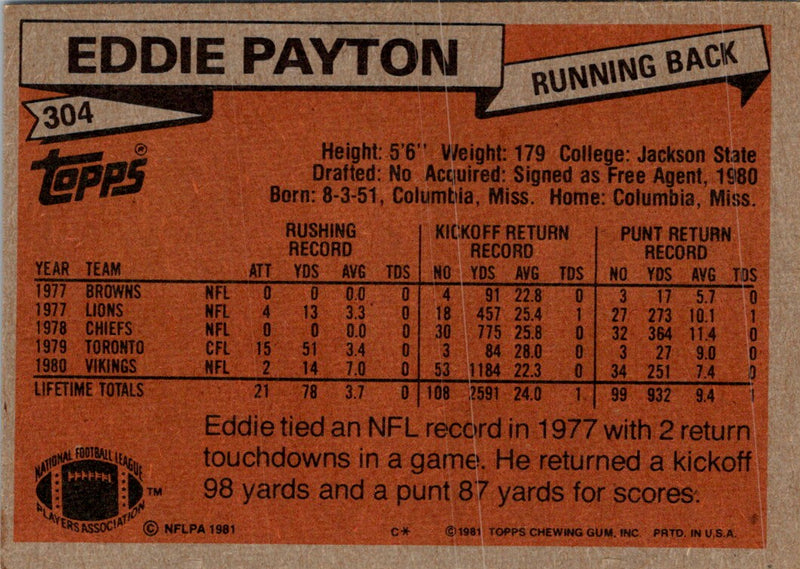 EDDIE PAYTON
RUNNING BACK
304
Topps®
Height: 5'6" Weight: 179 College: Jackson State
Drafted: No Acquired: Signed as Free Agent, 1980
Born: 8-3-51, Columbia, Miss. Home: Columbia, Miss.
RUSHING RECORD KICKOFF RETURN RECORD PUNT RETURN RECORD
YEAR TEAM ATT YDS AVG TDS NO YDS AVG TDS NO YDS AVG TDS
1977 BROWNS NFL 0 0 0.0 0 4 91 22.8 0 3 17 5.7 0
1977 LIONS NFL 4 13 3.3 0 18 457 25.4 1 27 273 10.1 1
1978 CHIEFS NFL 0 0 0.0 0 30 775 25.8 0 32 364 11.4 0
1979 TORONTO CFL 15 51 3.4 0 3 84 28.0 0 3 27 9.0 0
1980 VIKINGS NFL 2 14 7.0 0 53 1184 22.3 0 34 251 7.4 0
LIFETIME TOTALS 21 78 3.7 0 108 2591 24.0 1 99 932 9.4 1
Eddie tied an NFL record in 1977 with 2 return
touchdowns in a game. He returned a kickoff
98 yards and a punt 87 yards for scores.
NATIONAL FOOTBALL LEAGUE
PLAYERS ASSOCIATION ™
© NFLPA 1981 C* © 1981 TOPPS CHEWING GUM, INC. PRTD. IN U.S.A.